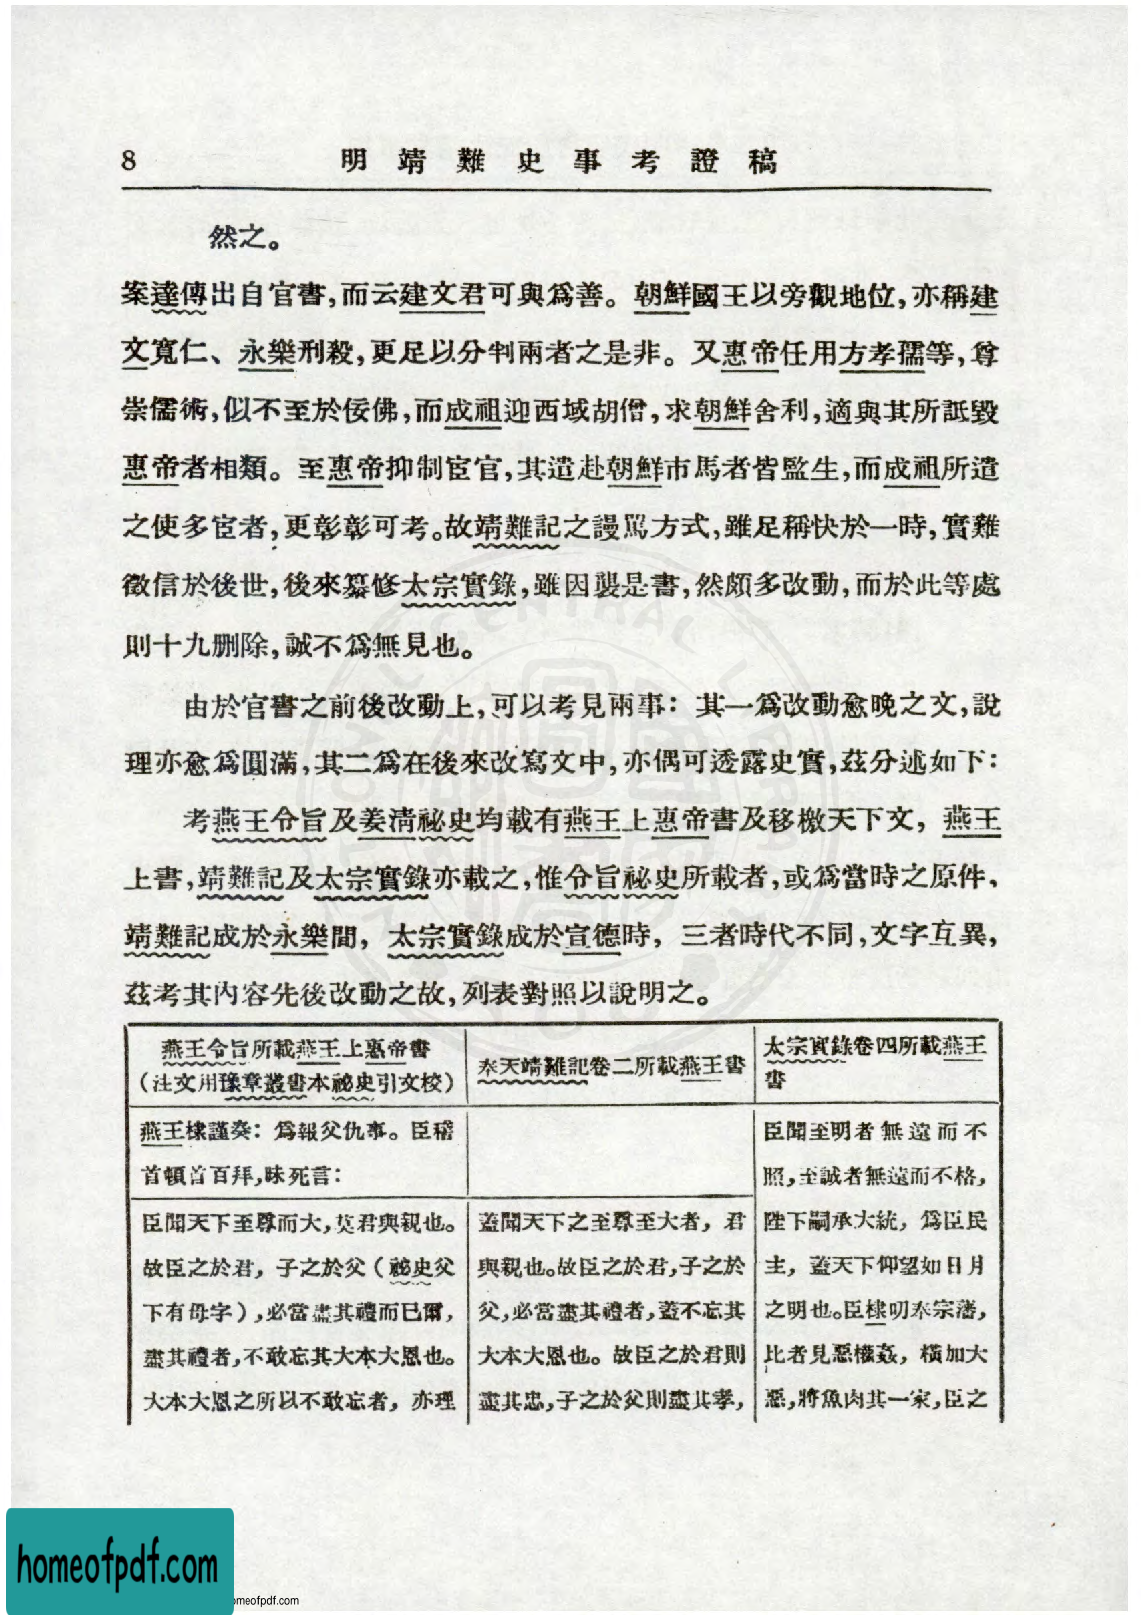 8 明靖難史事考證稿
然之。
案達傳出自官書,而云建文君可與爲善。朝鮮國王以旁觀地位,亦稱建
文寬仁、永樂刑殺,更足以分判兩者之是非。又惠帝任用方孝孺等,尊
崇儒術,似不至於佞佛,而成祖迎西域胡僧,求朝鮮舍利,適與其所詆毀
惠帝者相類。至惠帝抑制宦官,其遣赴朝鮮市馬者皆監生,而成祖所遣
之使多宦者,更彰彰可考。故靖難記之謾罵方式,雖足稱快於一時,實難
徵信於後世,後來纂修太宗實錄,雖因襲是書,然頗多改動,而於此等處
則十九刪除,誠不爲無見也。
由於官書之前後改動上,可以考見兩事:其一爲改動愈晚之文,說
理亦愈爲圓滿,其二爲在後來改寫文中,亦偶可透露史實,茲分述如下:
考燕王令旨及姜清祕史均載有燕王上惠帝書及移檄天下文,燕王
上書,靖難記及太宗實錄亦載之,惟令旨祕史所載者,或爲當時之原件,
靖難記成於永樂間,太宗實錄成於宣德時,三者時代不同,文字互異,
茲考其內容先後改動之故,列表對照以說明之。
燕王令旨所載燕王上惠帝書
(注文用豫章叢書本祕史引文校)
奉天靖難記卷二所載燕王書
太宗實錄卷四所載燕王
書
燕王棣謹奏:爲報父仇事。臣稽
首頓首百拜,昧死言:
臣聞天下至尊而大,莫君與親也。
故臣之於君,子之於父(祕史父
下有母字),必當盡其禮而已爾,
盡其禮者,不敢忘其大本大恩也。
大本大恩之所以不敢忘者,亦理
蓋聞天下之至尊至大者,君
與親也。故臣之於君,子之於
父,必當盡其禮者,蓋不忘其
大本大恩也。故臣之於君則
盡其忠,子之於父則盡其孝,
臣聞至明者無遠而不
照,至誠者無遠而不格,
陛下嗣承大統,爲臣民
主,蓋天下仰望如日月
之明也。臣棣叨奉宗藩,
比者見惡權姦,橫加大
惡,將魚肉其一家,臣之
homeofpdf.com
omeofpdf.com